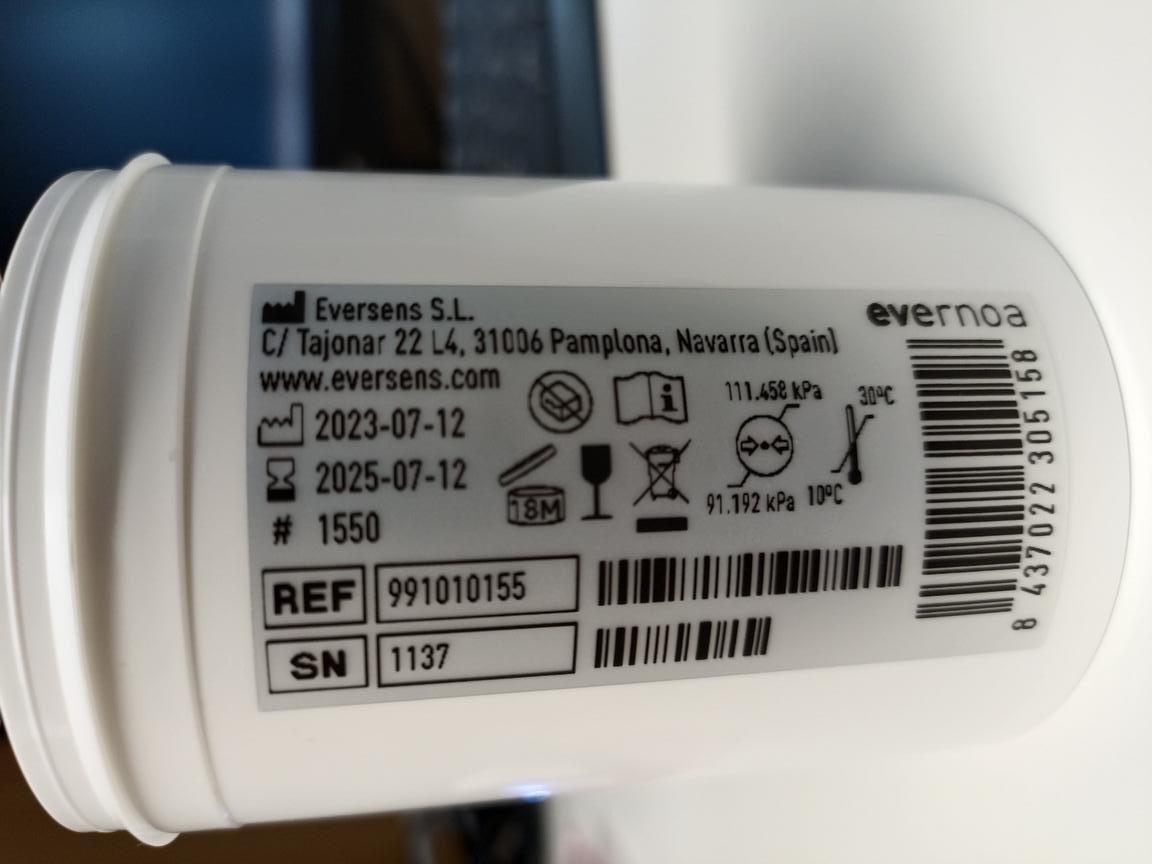 Eversens S.L.
C/ Tajonar 22 L4, 31006 Pamplona, Navarra (Spain)
www.eversens.com
2023-07-12
2025-07-12
# 1550
18M
111.458 kPa
91.192 kPa
30ºC
10ºC
REF 991010155
SN 1137
evernoa
8 437022 305158